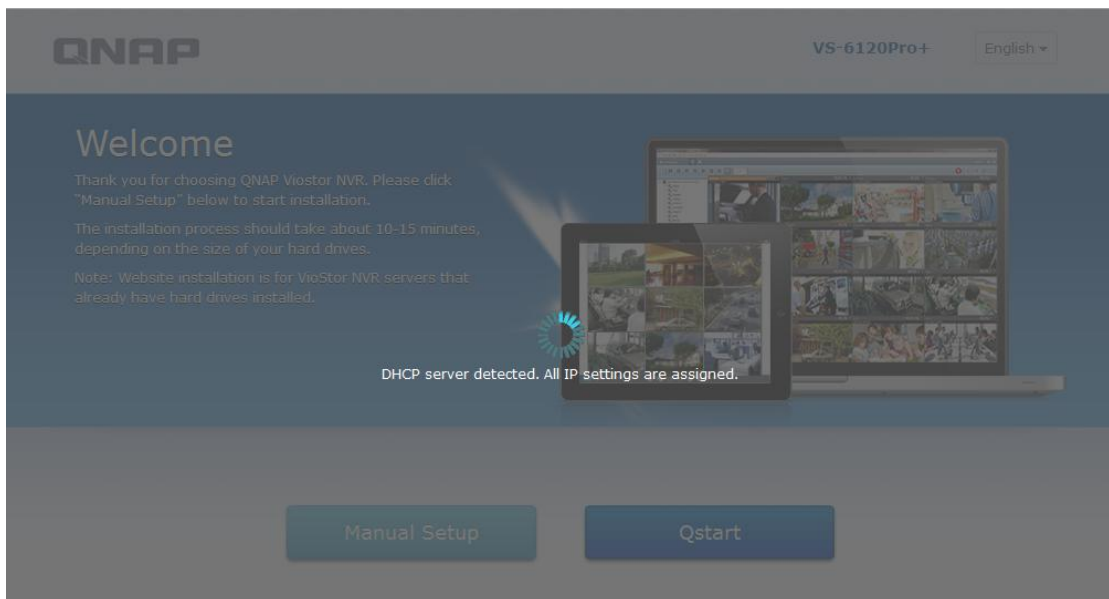 QNAP
VS-6120Pro+
English
Welcome
Thank you for choosing QNAP Viostor NVR. Please click
"Manual Setup" below to start installation.
The installation process should take about 10-15 minutes,
depending on the size of your hard drives.
Note: Website installation is for VioStor NVR servers that
already have hard drives installed.
DHCP server detected. All IP settings are assigned.
Manual Setup
Qstart